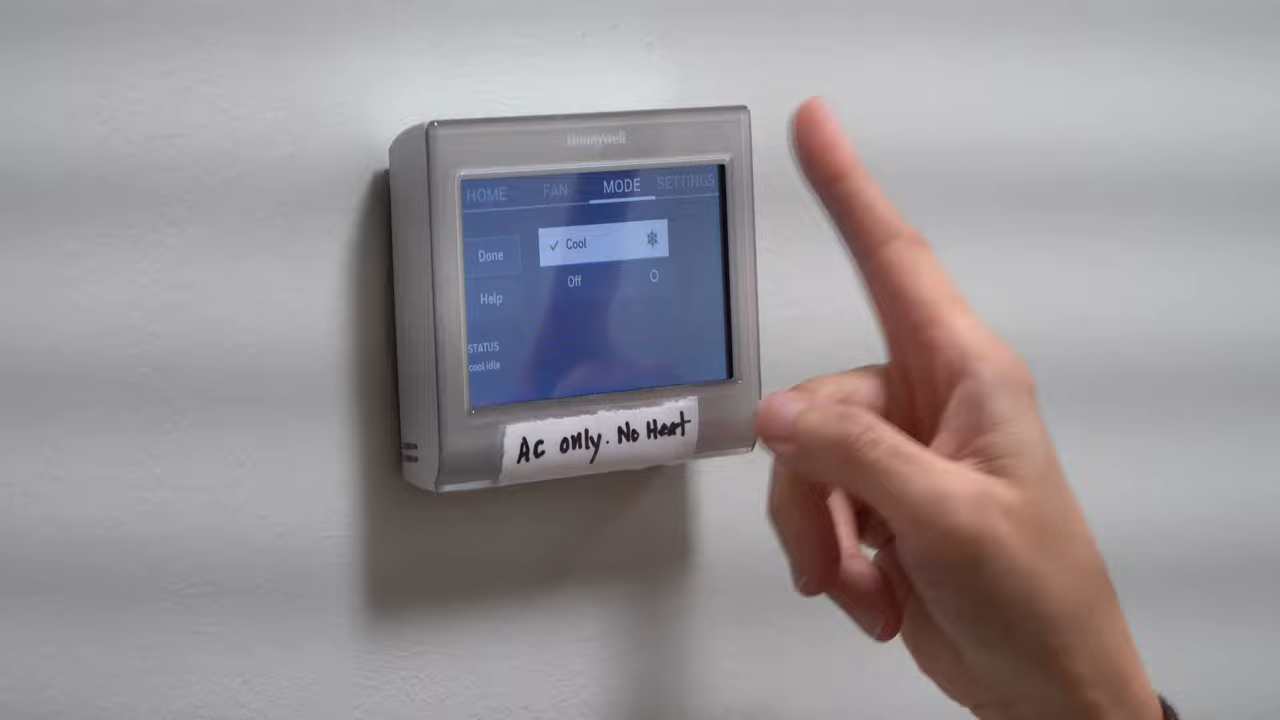 Honeywell
HOME FAN MODE SETTINGS
Done
✓ Cool
Off
Help
STATUS
cool idle
AC only. No Heat